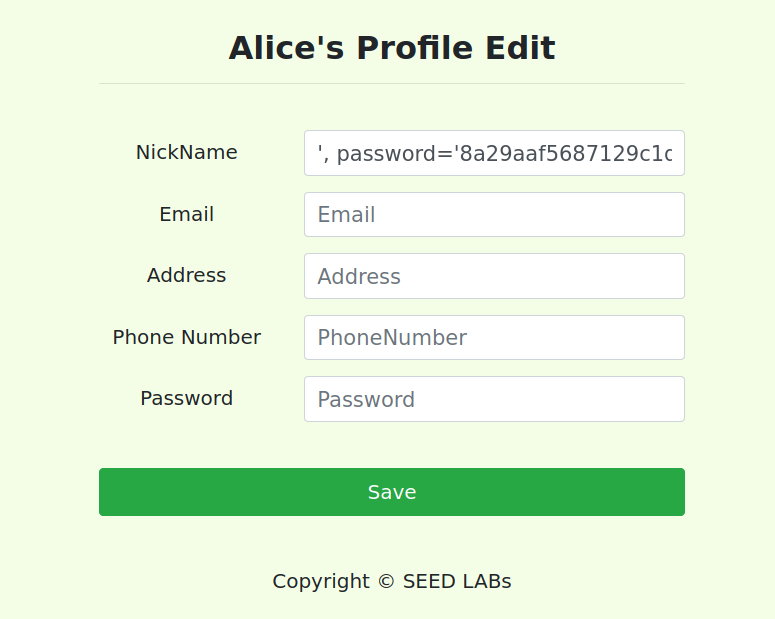 Alice's Profile Edit
NickName
', password='8a29aaf5687129c1c
Email
Email
Address
Address
Phone Number
PhoneNumber
Password
Password
Save
Copyright © SEED LABs